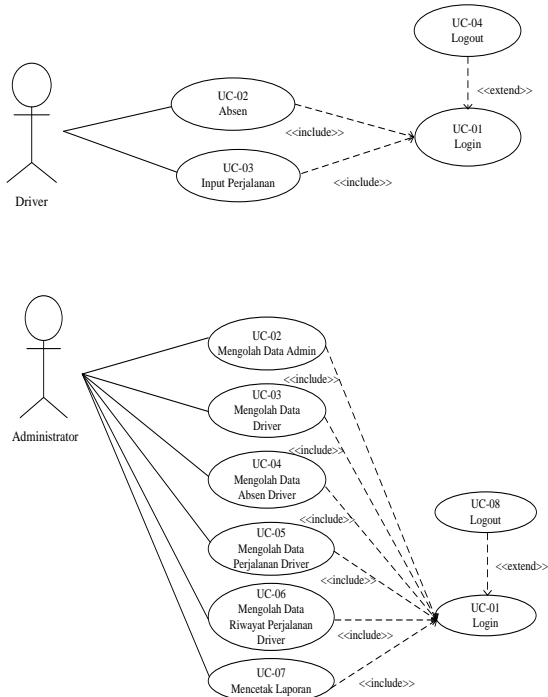 UC-04
Logout
<<extend>>
UC-02
Absen
<<include>>
UC-01
Login
UC-03
Input Perjalanan
<<include>>
Driver
UC-02
Mengolah Data Admin
<<include>>
UC-03
Mengolah Data
Driver
<<include>>
Administrator
UC-04
Mengolah Data
Absen Driver
<<include>>
UC-08
Logout
UC-05
Mengolah Data
Perjalanan Driver
<<include>>
<<extend>>
UC-06
Mengolah Data
Riwayat Perjalanan
Driver
<<include>>
UC-01
Login
UC-07
Mencetak Laporan
<<include>>